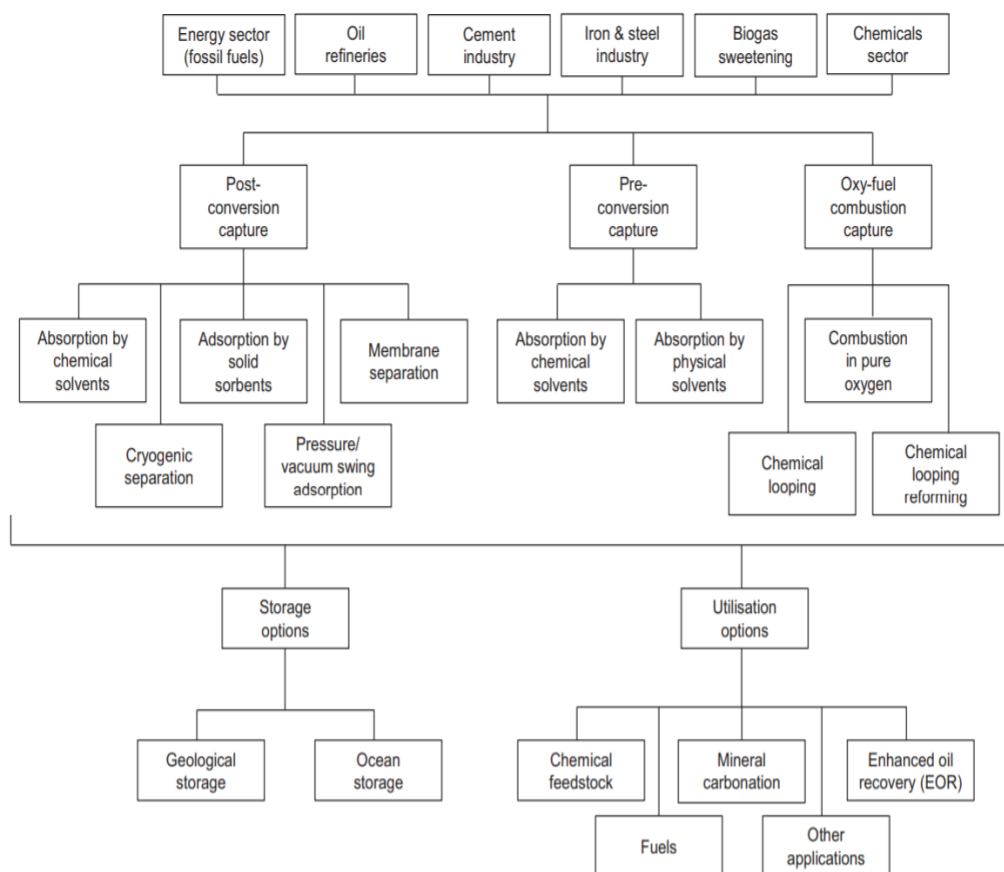 Energy sector
(fossil fuels)
Oil
refineries
Cement
industry
Iron & steel
industry
Biogas
sweetening
Chemicals
sector
Post-
conversion
capture
Pre-
conversion
capture
Oxy-fuel
combustion
capture
Absorption by
chemical
solvents
Adsorption by
solid
sorbents
Membrane
separation
Absorption by
chemical
solvents
Absorption by
physical
solvents
Combustion
in pure
oxygen
Cryogenic
separation
Pressure/
vacuum swing
adsorption
Chemical
looping
Chemical
looping
reforming
Storage
options
Utilisation
options
Geological
storage
Ocean
storage
Chemical
feedstock
Mineral
carbonation
Enhanced oil
recovery (EOR)
Fuels
Other
applications